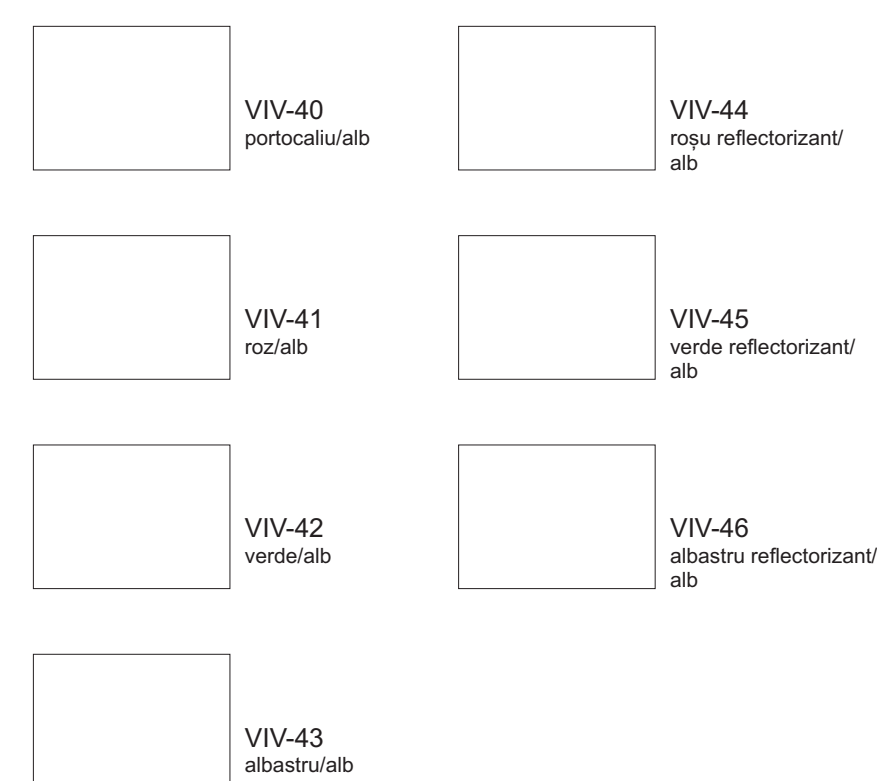 VIV-40
portocaliu/alb
VIV-41
roz/alb
VIV-42
verde/alb
VIV-43
albastru/alb
VIV-44
roșu reflectorizant/
alb
VIV-45
verde reflectorizant/
alb
VIV-46
albastru reflectorizant/
alb